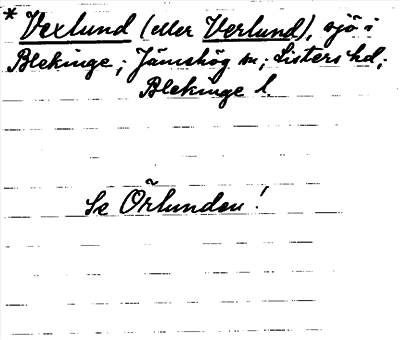 * Vexlund (eller Verlund), sjö i
Blekinge; Jämshög sn; Listers hd;
Blekinge l.
Se Örlunden!